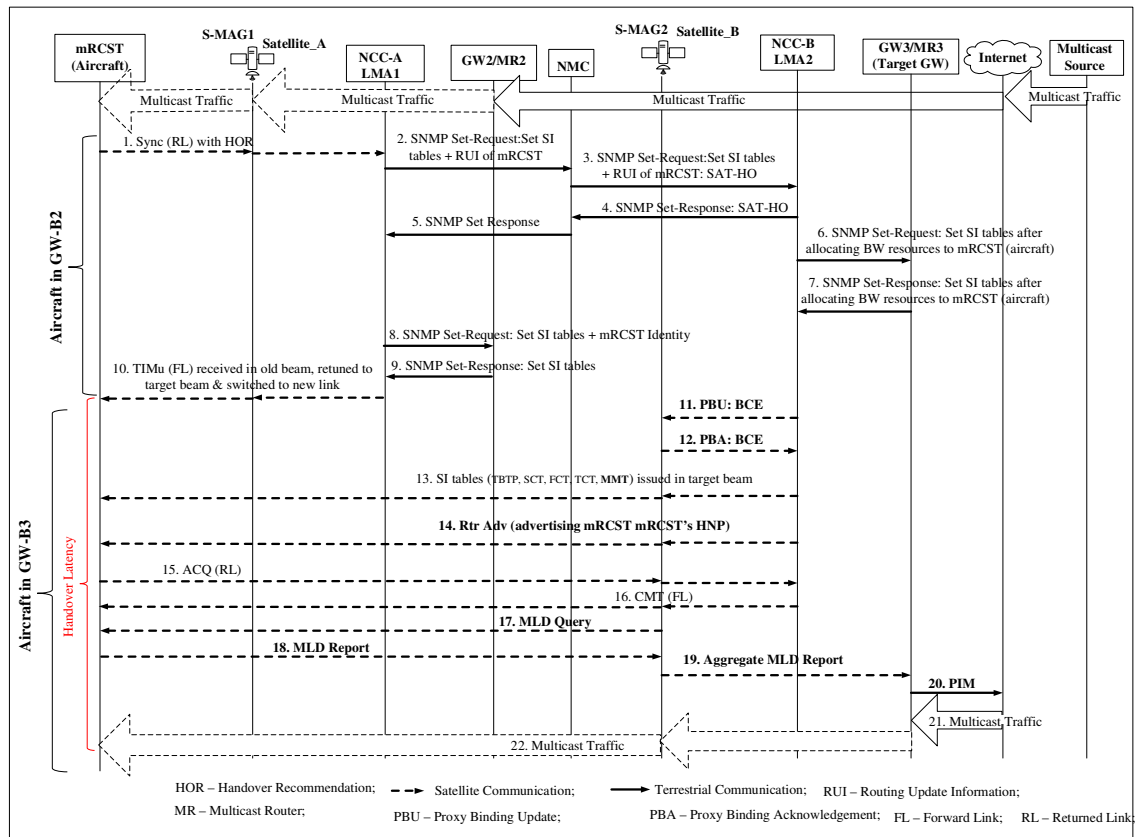 S-MAG1
Satellite_A
S-MAG2
Satellite_B
mRCST
(Aircraft)
NCC-A
LMA1
GW2/MR2
NMC
NCC-B
LMA2
GW3/MR3
(Target GW)
Internet
Multicast
Source
Multicast Traffic
Multicast Traffic
Multicast Traffic
Multicast Traffic
Aircraft in GW-B2
1. Sync (RL) with HOR
2. SNMP Set-Request:Set SI
tables + RUI of mRCST
3. SNMP Set-Request:Set SI tables
+ RUI of mRCST: SAT-HO
4. SNMP Set-Response: SAT-HO
5. SNMP Set Response
6. SNMP Set-Request: Set SI tables after
allocating BW resources to mRCST (aircraft)
7. SNMP Set-Response: Set SI tables after
allocating BW resources to mRCST (aircraft)
8. SNMP Set-Request: Set SI tables + mRCST Identity
9. SNMP Set-Response: Set SI tables
10. TIMu (FL) received in old beam, retuned to
target beam & switched to new link
Aircraft in GW-B3
Handover Latency
11. PBU: BCE
12. PBA: BCE
13. SI tables (TBTP, SCT, FCT, TCT, MMT) issued in target beam
14. Rtr Adv (advertising mRCST mRCST's HNP)
15. ACQ (RL)
16. CMT (FL)
17. MLD Query
18. MLD Report
19. Aggregate MLD Report
20. PIM
21. Multicast Traffic
22. Multicast Traffic
HOR – Handover Recommendation;
Satellite Communication;
Terrestrial Communication;
RUI – Routing Update Information;
MR – Multicast Router;
PBU – Proxy Binding Update;
PBA – Proxy Binding Acknowledgement;
FL – Forward Link;
RL – Returned Link;